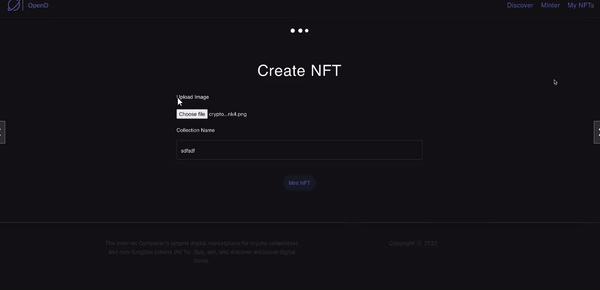 OpenD
Discover Minter My NFTs
Create NFT
Upload Image
Choose file crypto...nk4.png
Collection Name
sdfsdf
Mint NFT
The Internet Computer's largest digital marketplace for crypto collectibles
and non-fungible tokens (NFTs). Buy, sell, and discover exclusive digital
items.
Copyright ©